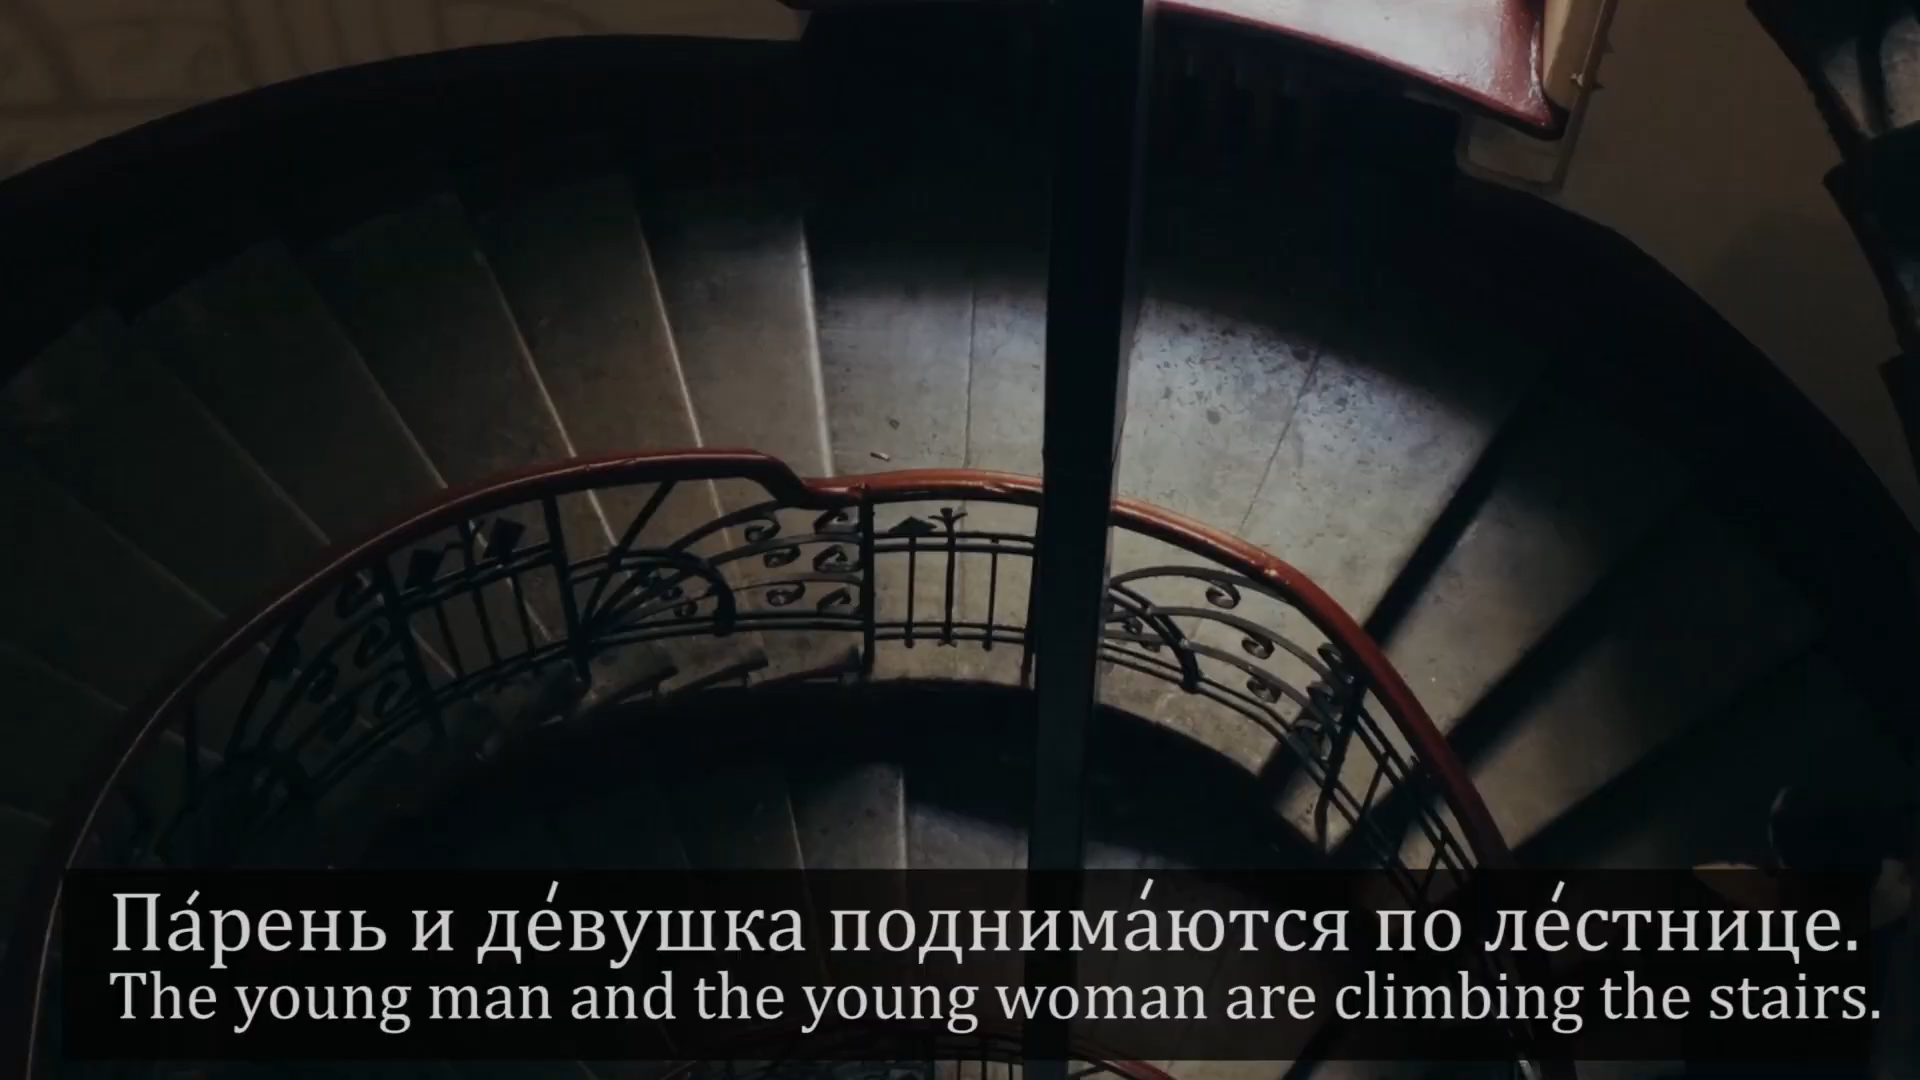 Па́рень и де́вушка поднима́ются по ле́стнице.
The young man and the young woman are climbing the stairs.